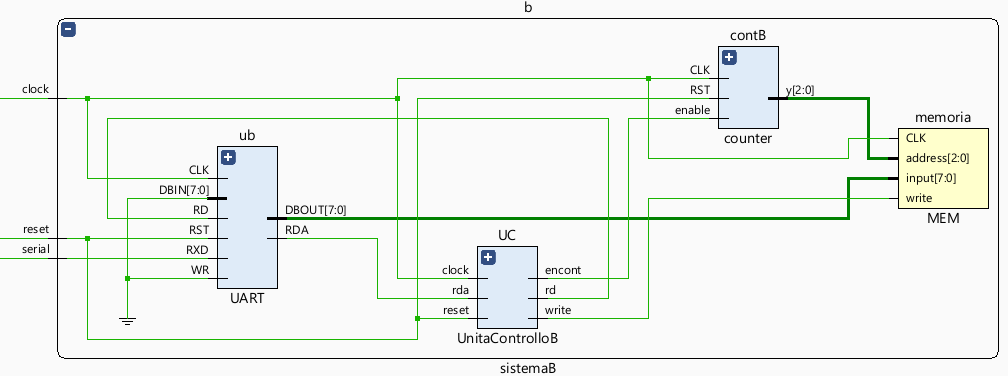 b
contB
CLK
RST
enable
y[2:0]
counter
clock
memoria
CLK
address[2:0]
input[7:0]
write
MEM
ub
CLK
DBIN[7:0]
RD
RST
RXD
WR
DBOUT[7:0]
RDA
UART
reset
serial
UC
clock
rda
reset
encont
rd
write
UnitaControlloB
sistemaB